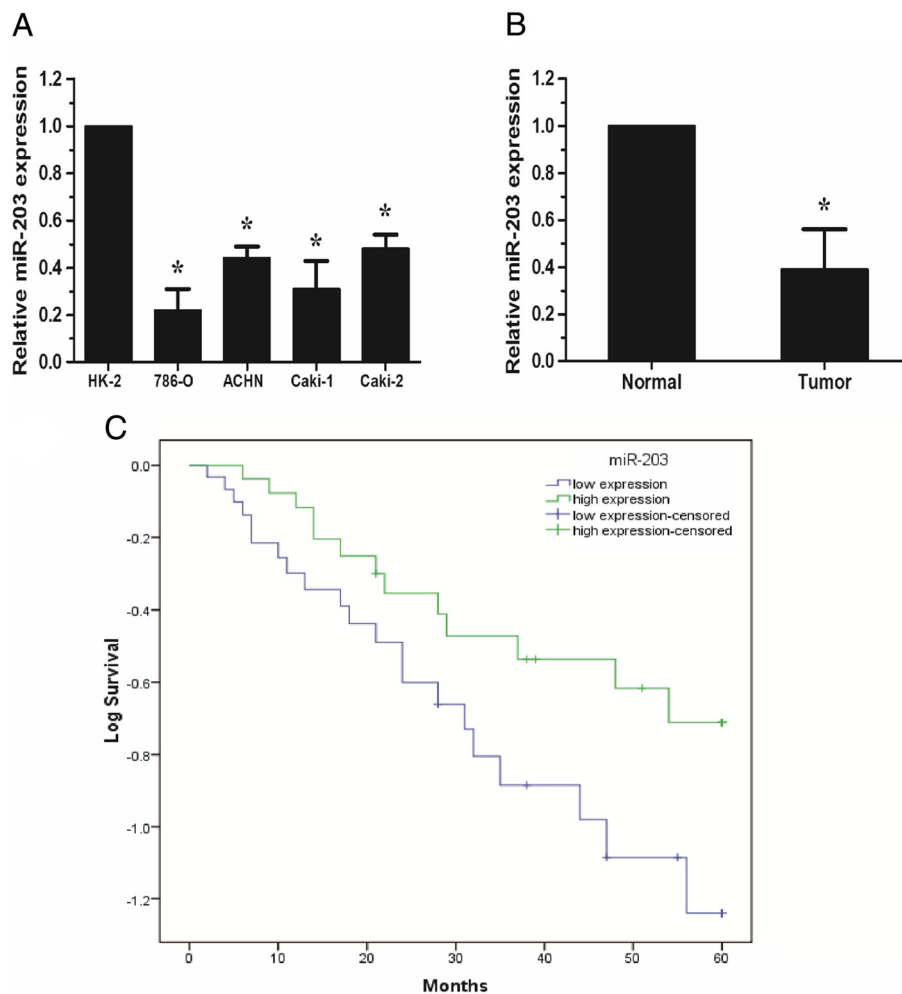 A
Relative miR-203 expression
1.2
1.0
0.8
0.6
0.4
0.2
0.0
* * * *
HK-2 786-O ACHN Caki-1 Caki-2
B
Relative miR-203 expression
1.2
1.0
0.8
0.6
0.4
0.2
0.0
*
Normal Tumor
C
Log Survival
0.0
-0.2
-0.4
-0.6
-0.8
-1.0
-1.2
miR-203
low expression
high expression
low expression-censored
high expression-censored
0 10 20 30 40 50 60
Months